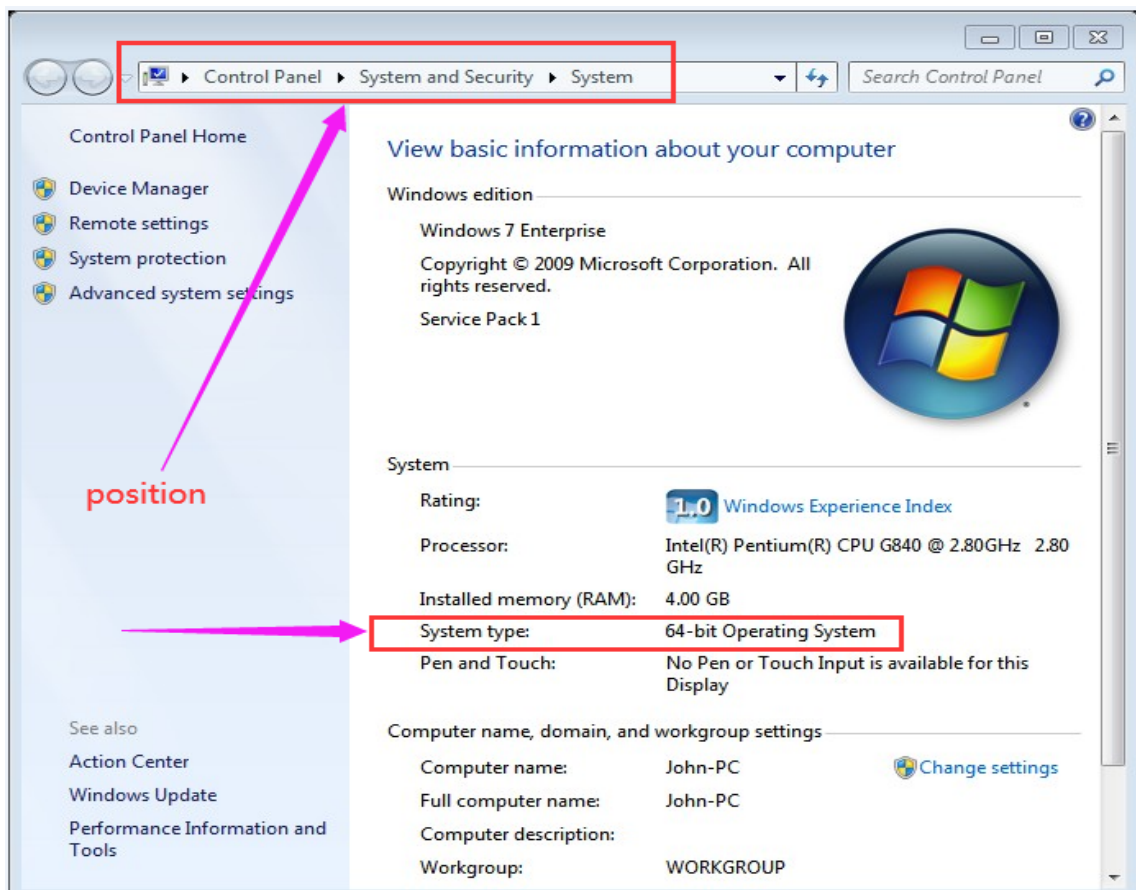 Control Panel ▸ System and Security ▸ System
Search Control Panel
Control Panel Home
Device Manager
Remote settings
System protection
Advanced system settings
position
See also
Action Center
Windows Update
Performance Information and
Tools
View basic information about your computer
Windows edition
Windows 7 Enterprise
Copyright © 2009 Microsoft Corporation. All
rights reserved.
Service Pack 1
System
Rating: 1.0 Windows Experience Index
Processor: Intel(R) Pentium(R) CPU G840 @ 2.80GHz 2.80
GHz
Installed memory (RAM): 4.00 GB
System type: 64-bit Operating System
Pen and Touch: No Pen or Touch Input is available for this
Display
Computer name, domain, and workgroup settings
Computer name: John-PC Change settings
Full computer name: John-PC
Computer description:
Workgroup: WORKGROUP